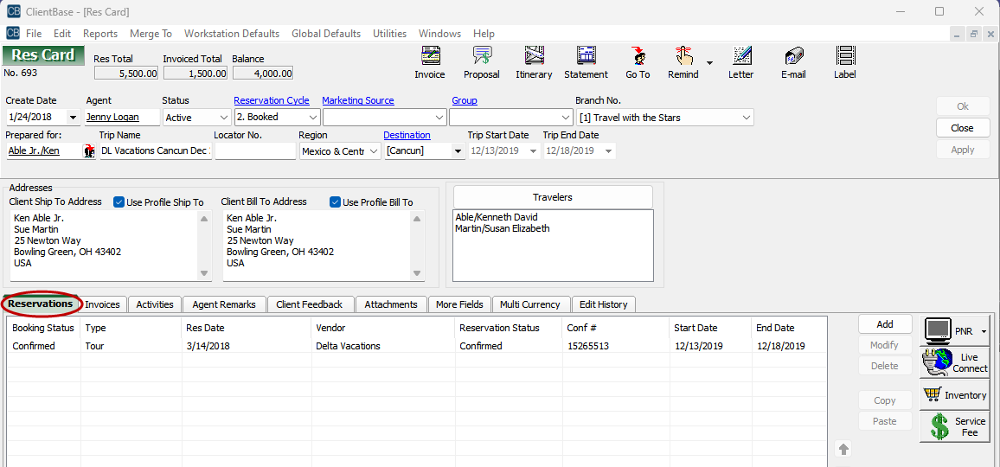 CB ClientBase - [Res Card]
CB File Edit Reports Merge To Workstation Defaults Global Defaults Utilities Windows Help
Res Card
No. 693
Res Total Invoiced Total Balance
5,500.00 1,500.00 4,000.00
Invoice Proposal Itinerary Statement Go To Remind Letter E-mail Label
Create Date Agent Status Reservation Cycle Marketing Source Group Branch No.
1/24/2018 Jenny Logan Active 2. Booked [1] Travel with the Stars
Ok
Close
Apply
Prepared for: Trip Name Locator No. Region Destination Trip Start Date Trip End Date
Able Jr./Ken DL Vacations Cancun Dec Mexico & Centr [Cancun] 12/13/2019 12/18/2019
Addresses
Client Ship To Address Use Profile Ship To
Ken Able Jr.
Sue Martin
25 Newton Way
Bowling Green, OH 43402
USA
Client Bill To Address Use Profile Bill To
Ken Able Jr.
Sue Martin
25 Newton Way
Bowling Green, OH 43402
USA
Travelers
Able/Kenneth David
Martin/Susan Elizabeth
Reservations Invoices Activities Agent Remarks Client Feedback Attachments More Fields Multi Currency Edit History
Booking Status Type Res Date Vendor Reservation Status Conf # Start Date End Date
Confirmed Tour 3/14/2018 Delta Vacations Confirmed 15265513 12/13/2019 12/18/2019
Add
Modify
Delete
Copy
Paste
PNR
Live
Connect
Inventory
Service
Fee